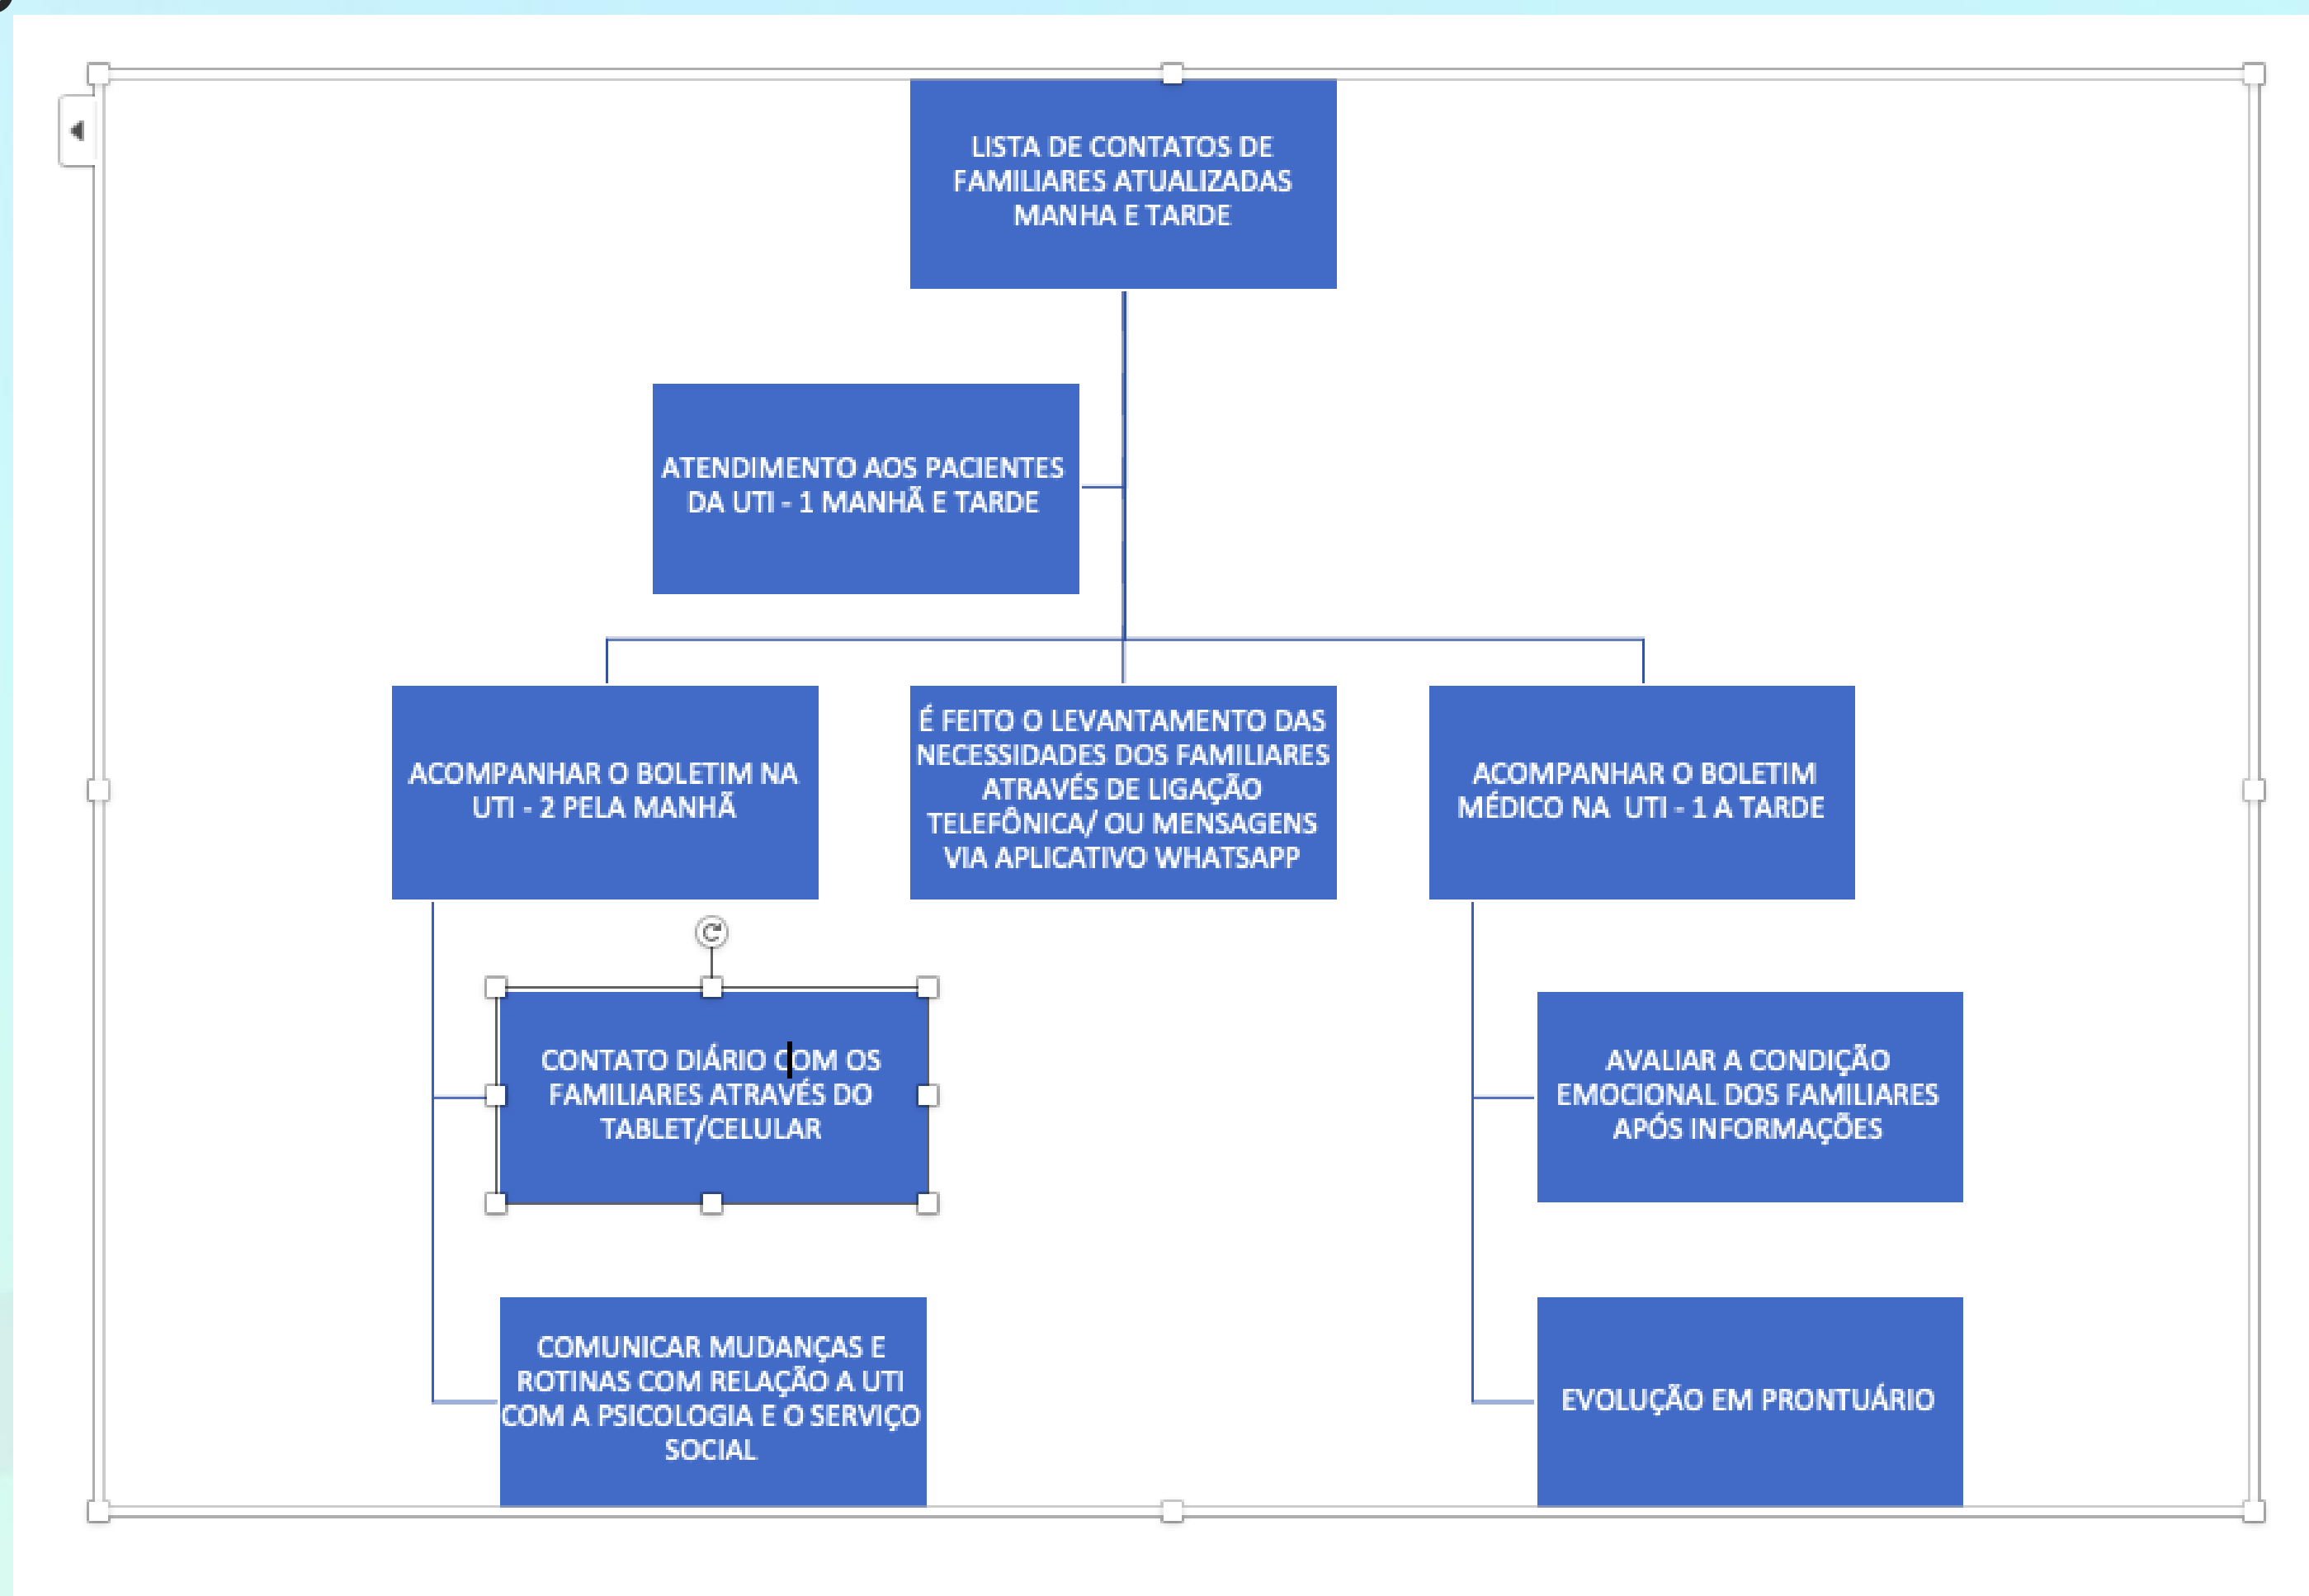 LISTA DE CONTATOS DE
FAMILIARES ATUALIZADAS
MANHA E TARDE
ATENDIMENTO AOS PACIENTES
DA UTI - 1 MANHÃ E TARDE
ACOMPANHAR O BOLETIM NA
UTI - 2 PELA MANHÃ
É FEITO O LEVANTAMENTO DAS
NECESSIDADES DOS FAMILIARES
ATRAVÉS DE LIGAÇÃO
TELEFÔNICA/ OU MENSAGENS
VIA APLICATIVO WHATSAPP
ACOMPANHAR O BOLETIM
MÉDICO NA  UTI - 1 A TARDE
CONTATO DIÁRIO COM OS
FAMILIARES ATRAVÉS DO
TABLET/CELULAR
COMUNICAR MUDANÇAS E
ROTINAS COM RELAÇÃO A UTI
COM A PSICOLOGIA E O SERVIÇO
SOCIAL
AVALIAR A CONDIÇÃO
EMOCIONAL DOS FAMILIARES
APÓS INFORMAÇÕES
EVOLUÇÃO EM PRONTUÁRIO